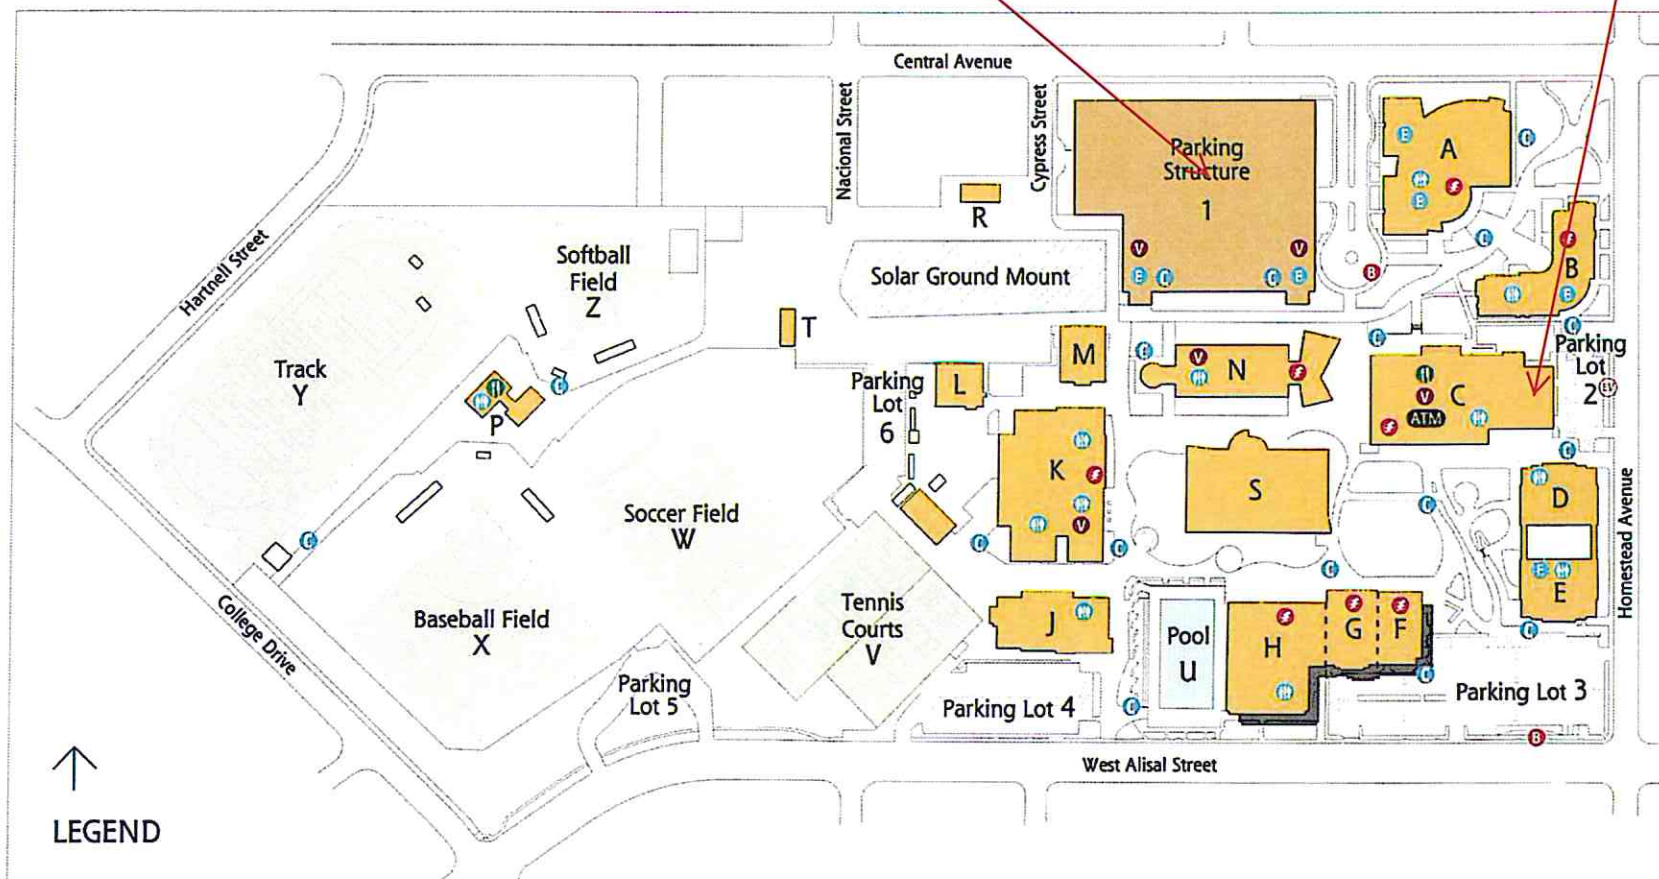 Central Avenue
Nacional Street
Cypress Street
Parking
Structure
1
A
R
B
Hartnell Street
Softball
Field
Z
Solar Ground Mount
V
V
E
C
C
E
B
E
C
E
C
B
E
C
T
M
N
V
C
C
Parking
Lot
2
EV
Track
Y
C
P
Parking
Lot
6
L
C
V
ATM
C
K
V
C
C
S
C
D
E
E
C
Homestead Avenue
Soccer Field
W
C
College Drive
Baseball Field
X
Tennis
Courts
V
J
Pool
U
H
G
F
C
C
Parking
Lot 5
Parking Lot 4
C
Parking Lot 3
B
West Alisal Street
LEGEND